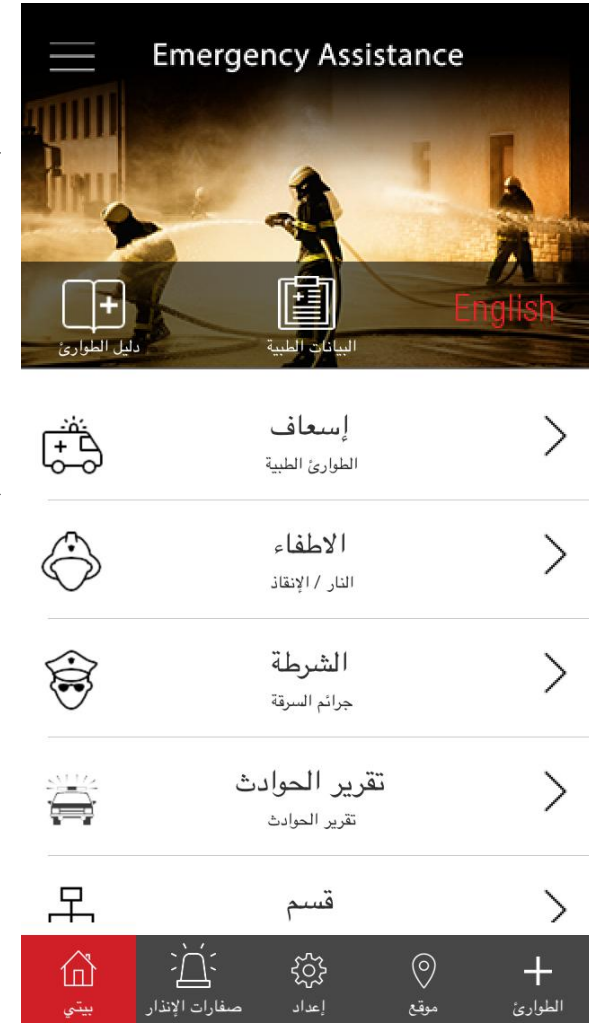 Emergency Assistance
دليل الطوارئ
البيانات الطبية
English
إسعاف
الطوارئ الطبية
الاطفاء
النار / الإنقاذ
الشرطة
جرائم السرقة
تقرير الحوادث
تقرير الحوادث
قسم
بيتي
صفارات الإنذار
إعداد
موقع
الطوارئ